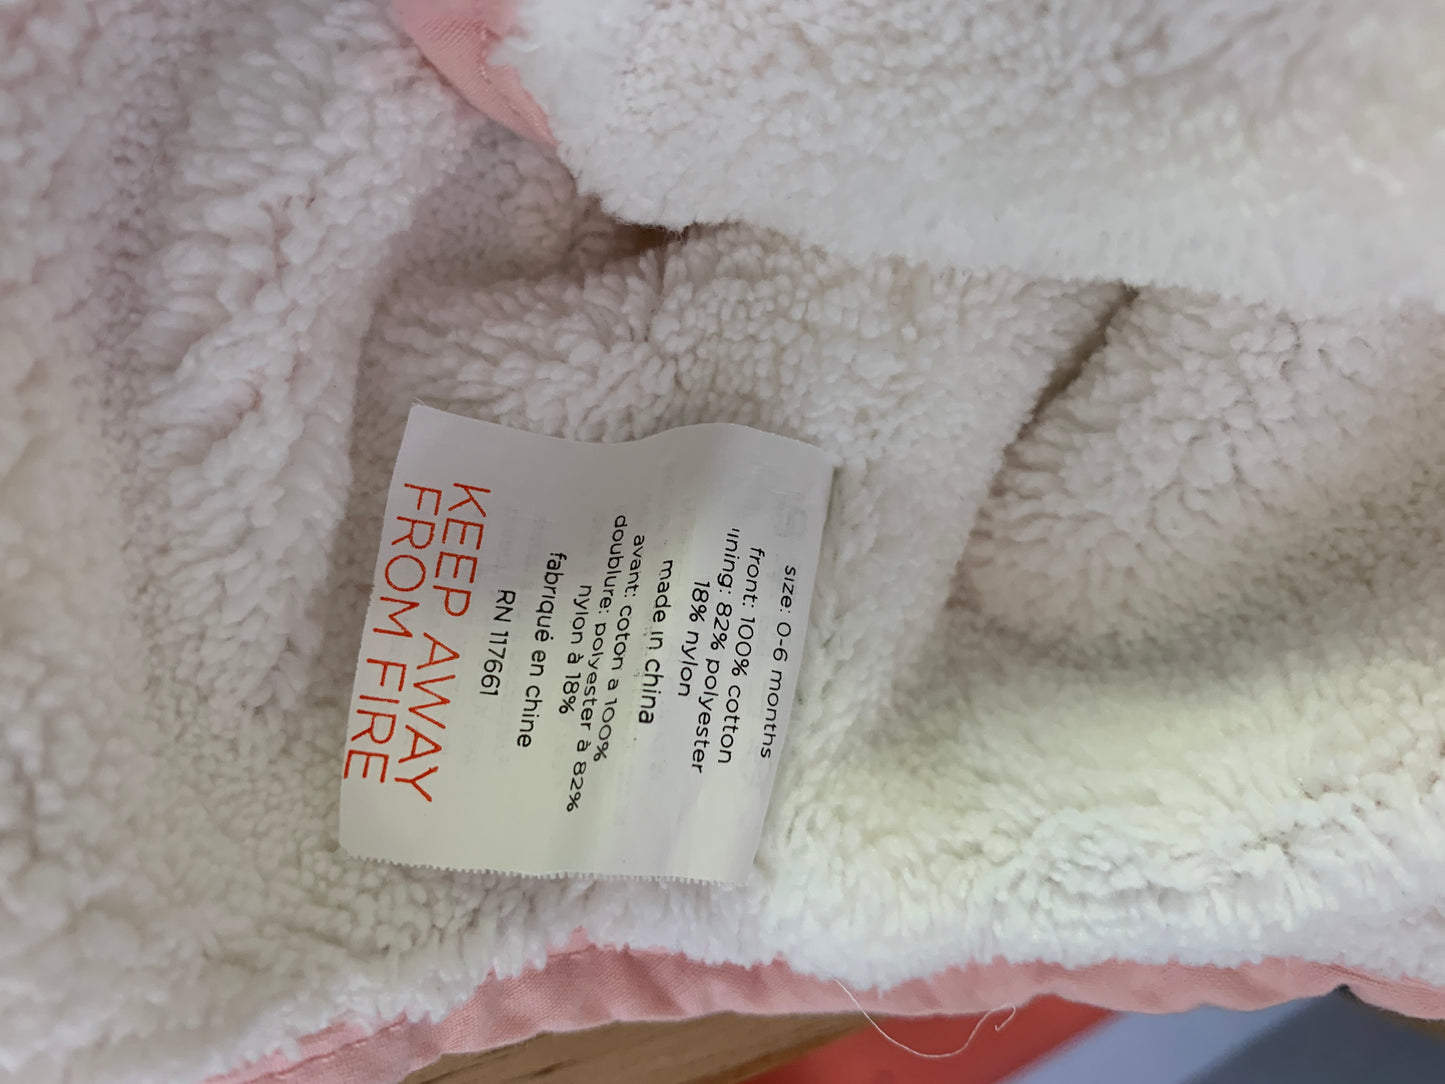 size: 0-6 months
front: 100% cotton
lining: 82% polyester
18% nylon
made in china
avant: coton a 100%
doublure: polyester à 82%
nylon à 18%
fabriqué en chine
RN 117661
KEEP AWAY
FROM FIRE